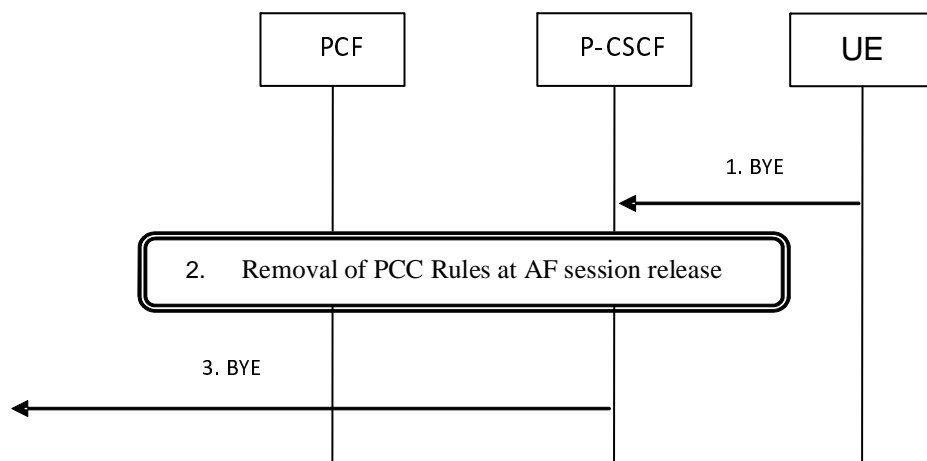 PCF
P-CSCF
UE
1. BYE
2. Removal of PCC Rules at AF session release
3. BYE